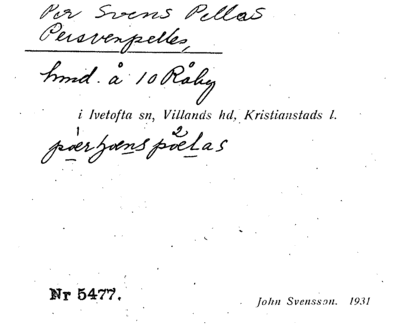 Per Svens Pellas
Persvenpelles,
hmd. å 10 Råby
i Ivetofta sn, Villands hd, Kristianstads l.
Nr 5477.
John Svensson. 1931